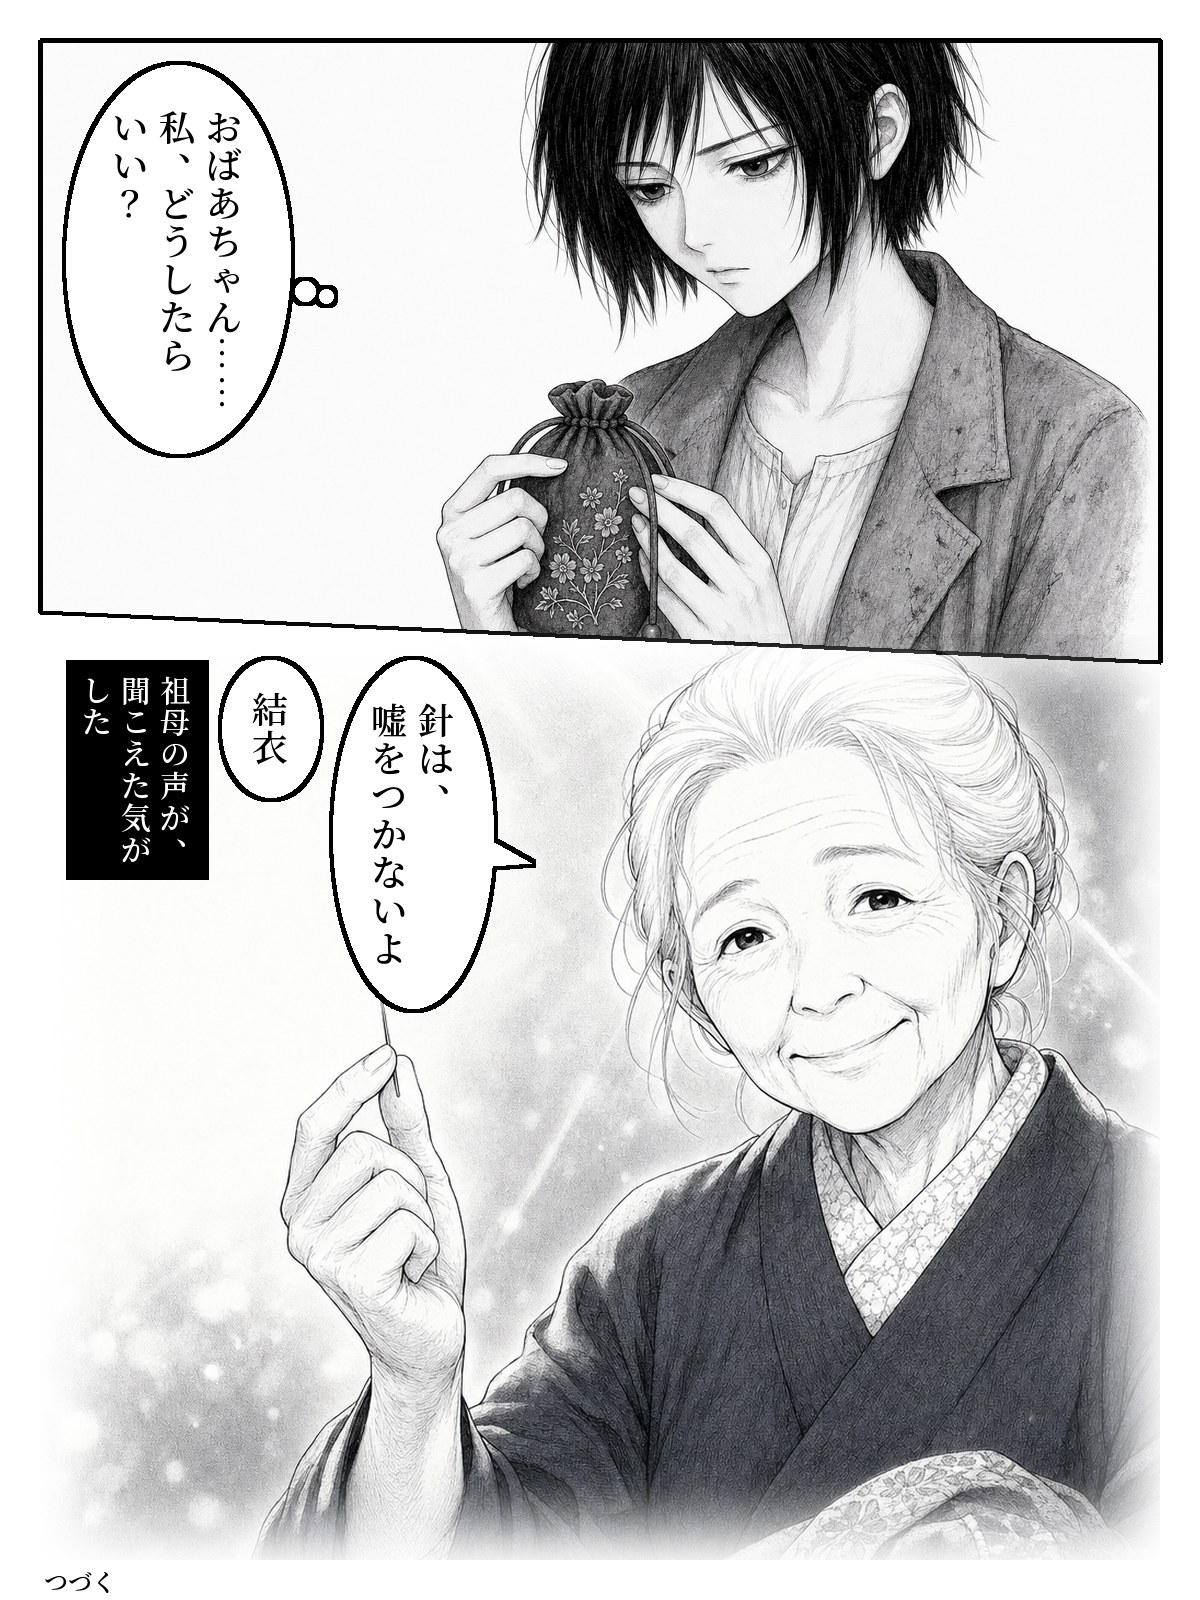 おばあちゃん……
私、どうしたら
いい？
針は、
嘘をつかないよ
結衣
祖母の声が、
聞こえた気が
した
つづく